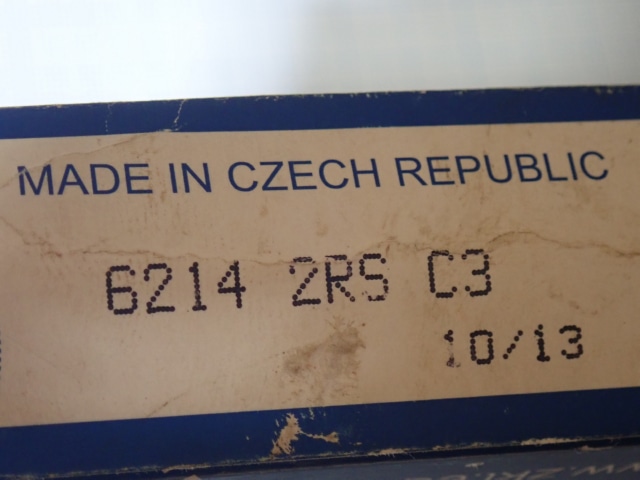 MADE IN CZECH REPUBLIC
6214 2RS C3
10/13